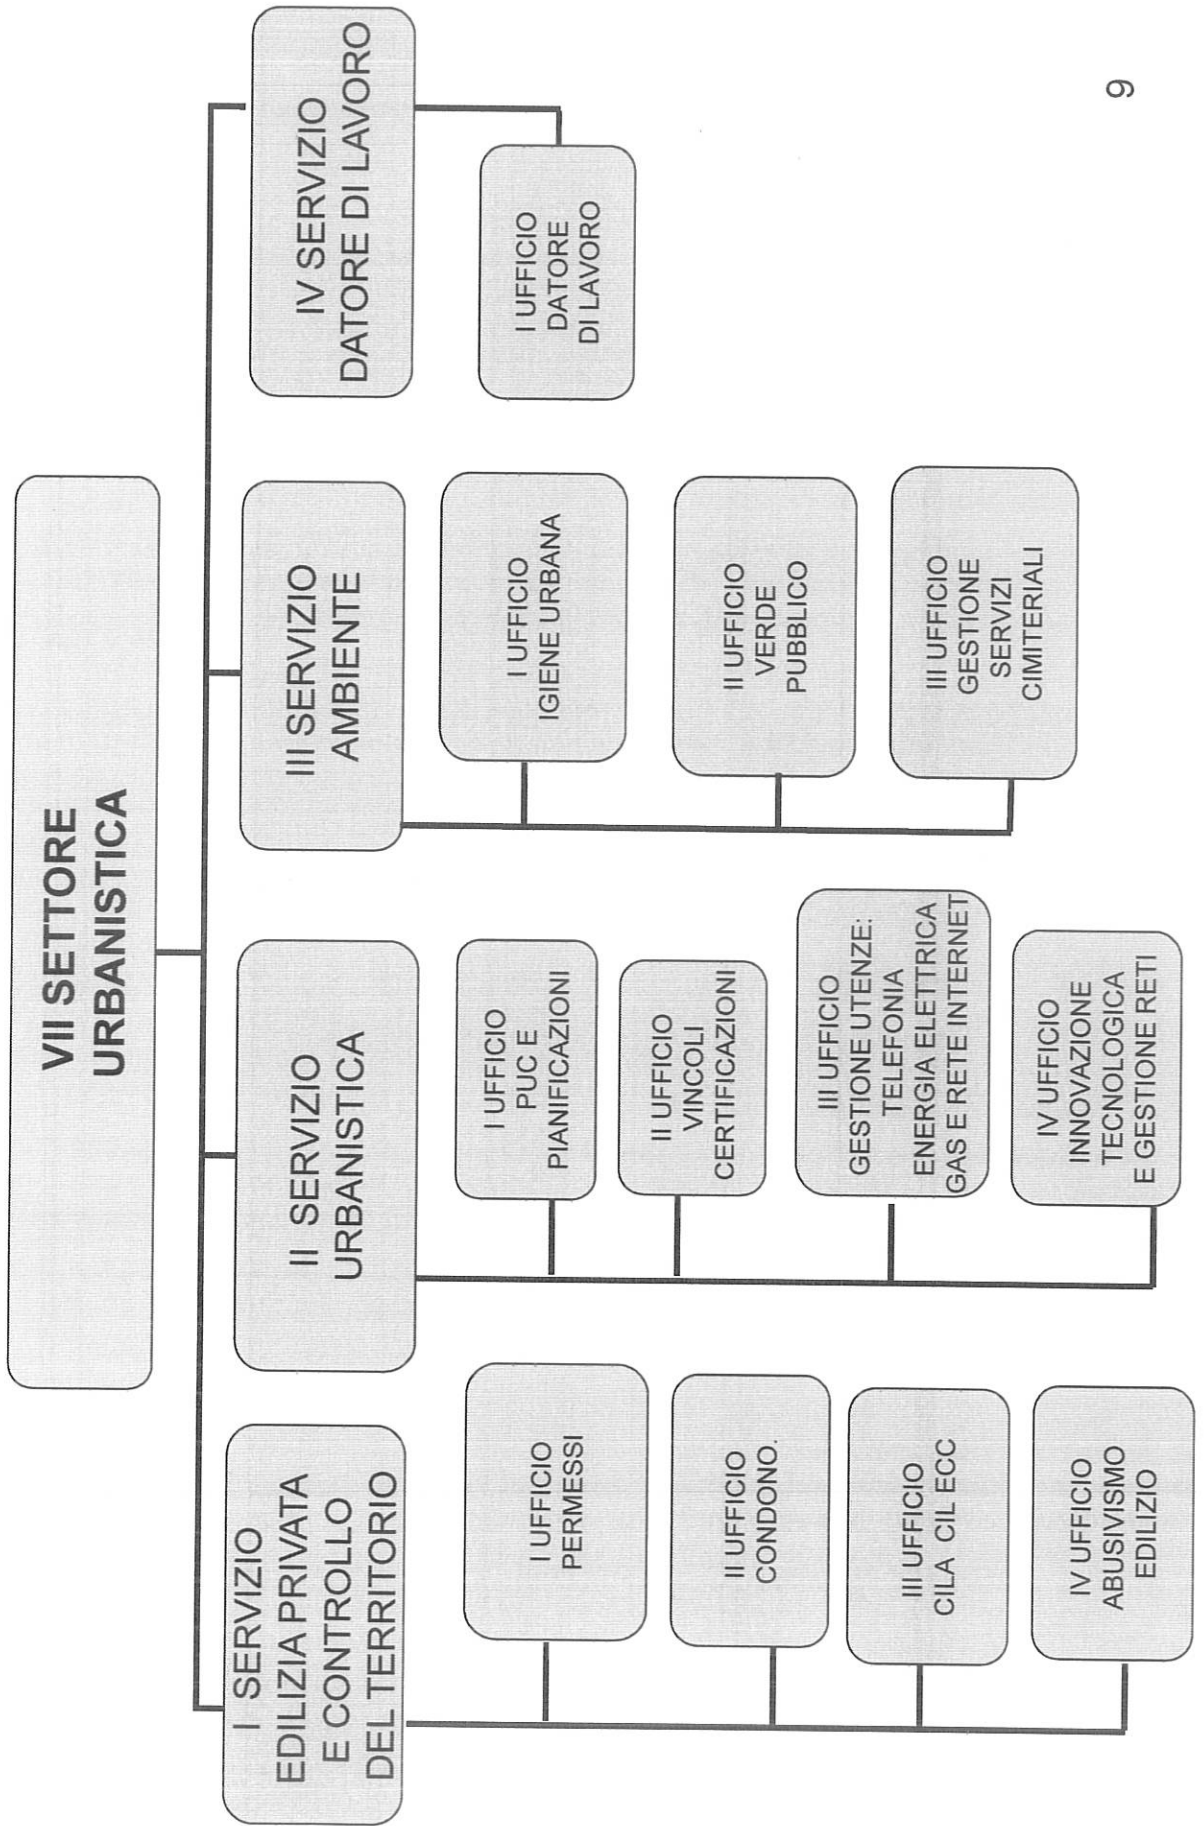 VII SETTORE
URBANISTICA
I SERVIZIO
EDILIZIA PRIVATA
E CONTROLLO
DEL TERRITORIO
I UFFICIO
PERMESSI
II UFFICIO
CONDONO.
III UFFICIO
CILA CIL ECC
IV UFFICIO
ABUSIVISMO
EDILIZIO
II SERVIZIO
URBANISTICA
I UFFICIO
PUC E
PIANIFICAZIONI
II UFFICIO
VINCOLI
CERTIFICAZIONI
III UFFICIO
GESTIONE UTENZE:
TELEFONIA
ENERGIA ELETTRICA
GAS E RETE INTERNET
IV UFFICIO
INNOVAZIONE
TECNOLOGICA
E GESTIONE RETI
III SERVIZIO
AMBIENTE
I UFFICIO
IGIENE URBANA
II UFFICIO
VERDE
PUBBLICO
III UFFICIO
GESTIONE
SERVIZI
CIMITERIALI
IV SERVIZIO
DATORE DI LAVORO
I UFFICIO
DATORE
DI LAVORO
9